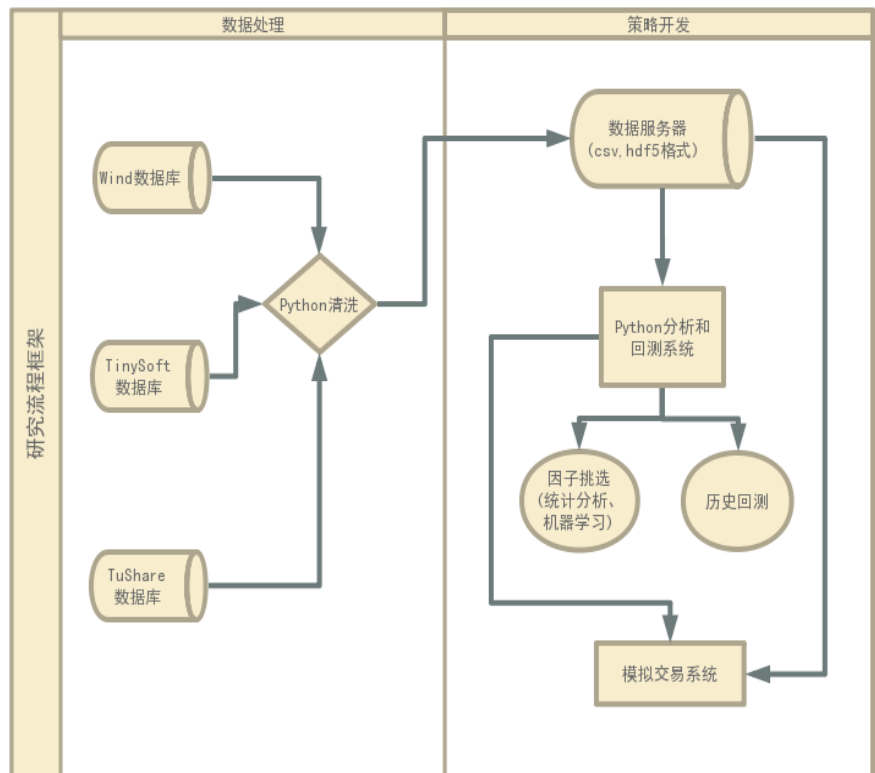 数据处理
策略开发
研究流程框架
Wind数据库
TinySoft
数据库
TuShare
数据库
Python清洗
数据服务器
(csv,hdf5格式)
Python分析和
回测系统
因子挑选
(统计分析、
机器学习)
历史回测
模拟交易系统